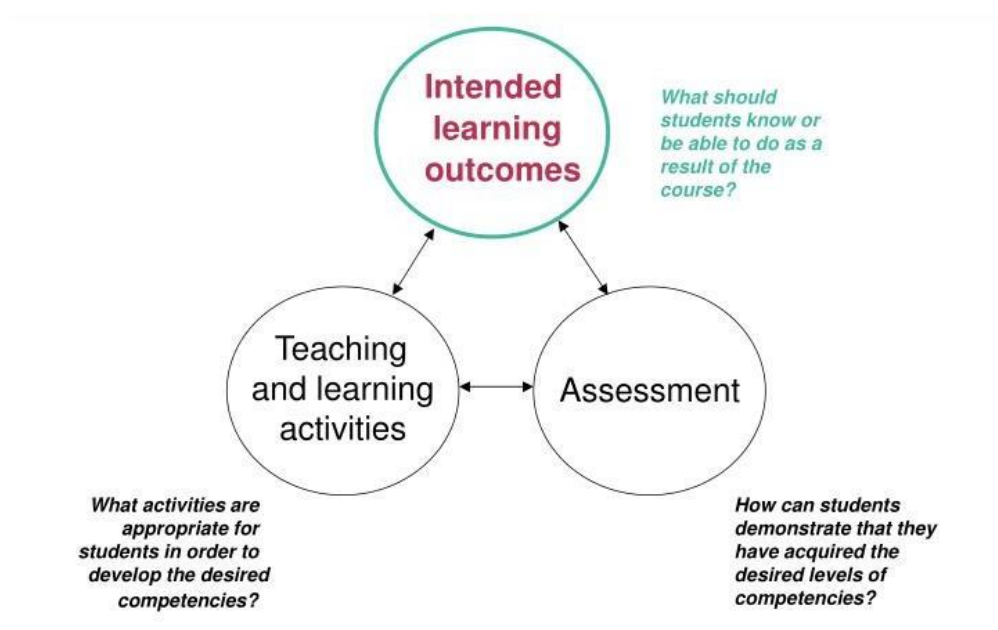 Intended
learning
outcomes
What should
students know or
be able to do as a
result of the
course?
Teaching
and learning
activities
Assessment
What activities are
appropriate for
students in order to
develop the desired
competencies?
How can students
demonstrate that they
have acquired the
desired levels of
competencies?